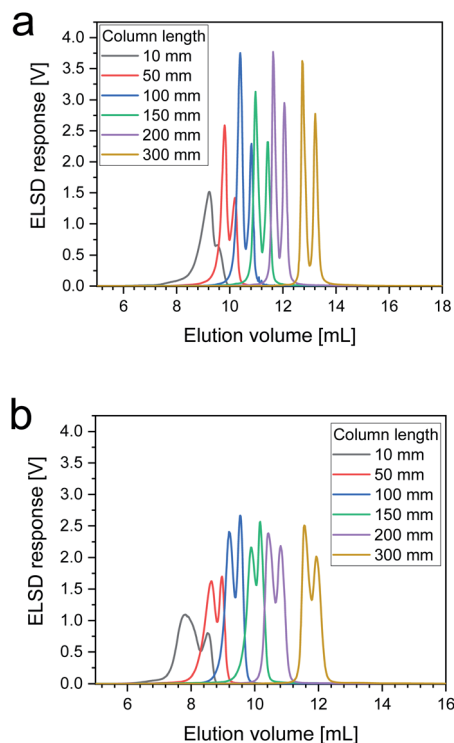 a
Column length
10 mm
50 mm
100 mm
150 mm
200 mm
300 mm
ELSD response [V]
4.0
3.5
3.0
2.5
2.0
1.5
1.0
0.5
0.0
6 8 10 12 14 16 18
Elution volume [mL]
b
Column length
10 mm
50 mm
100 mm
150 mm
200 mm
300 mm
ELSD response [V]
4.0
3.5
3.0
2.5
2.0
1.5
1.0
0.5
0.0
6 8 10 12 14 16
Elution volume [mL]